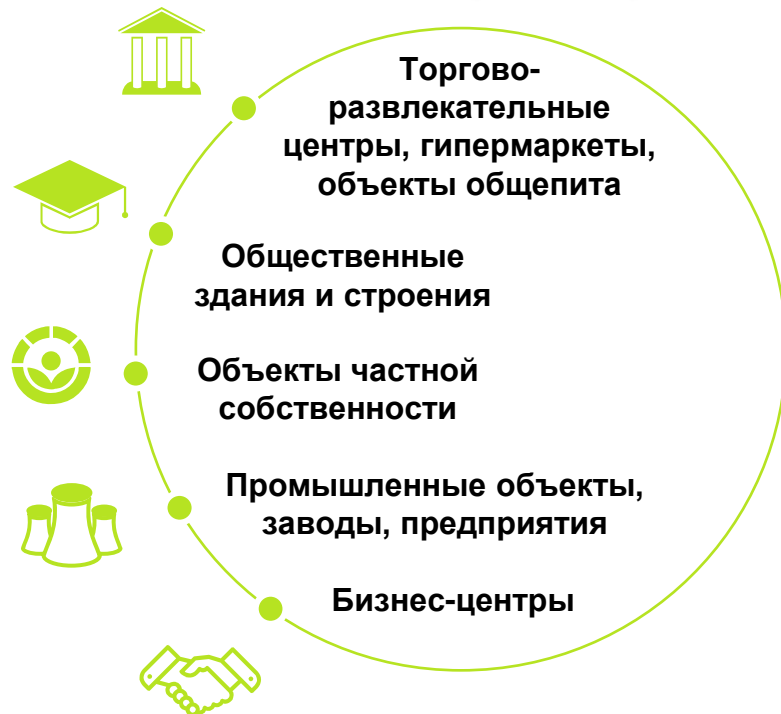 Торгово-
развлекательные
центры, гипермаркеты,
объекты общепита
Общественные
здания и строения
Объекты частной
собственности
Промышленные объекты,
заводы, предприятия
Бизнес-центры